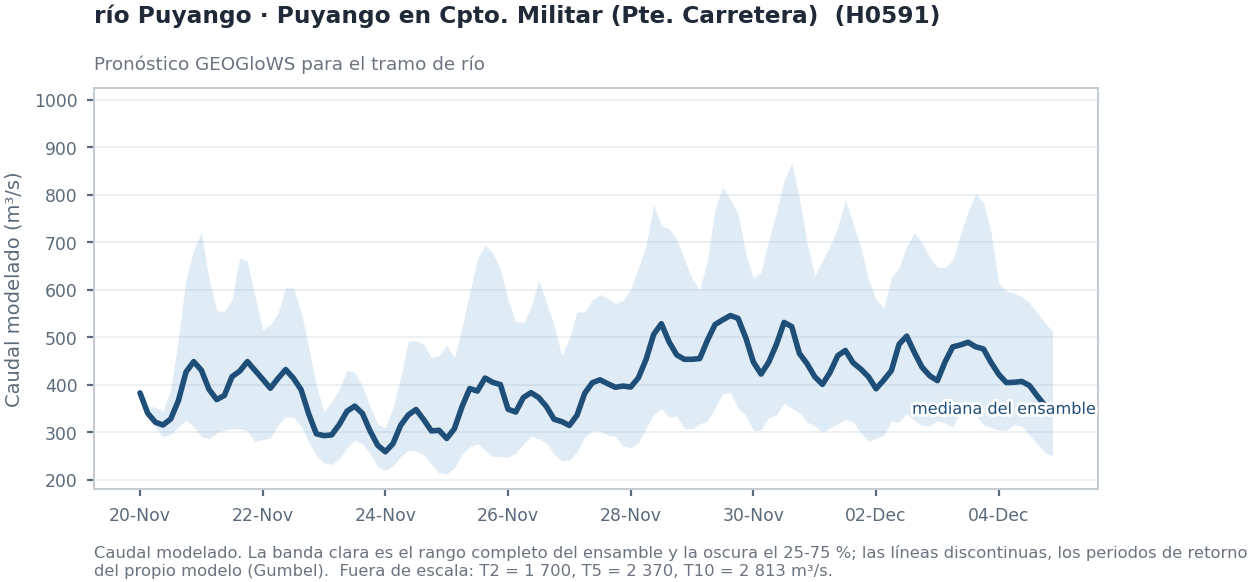 río Puyango · Puyango en Cpto. Militar (Pte. Carretera)  (H0591)
Pronóstico GEOGloWS para el tramo de río
Caudal modelado (m³/s)
1000
900
800
700
600
500
400
300
200
mediana del ensamble
20-Nov 22-Nov 24-Nov 26-Nov 28-Nov 30-Nov 02-Dec 04-Dec
Caudal modelado. La banda clara es el rango completo del ensamble y la oscura el 25-75 %; las líneas discontinuas, los periodos de retorno
del propio modelo (Gumbel).  Fuera de escala: T2 = 1 700, T5 = 2 370, T10 = 2 813 m³/s.